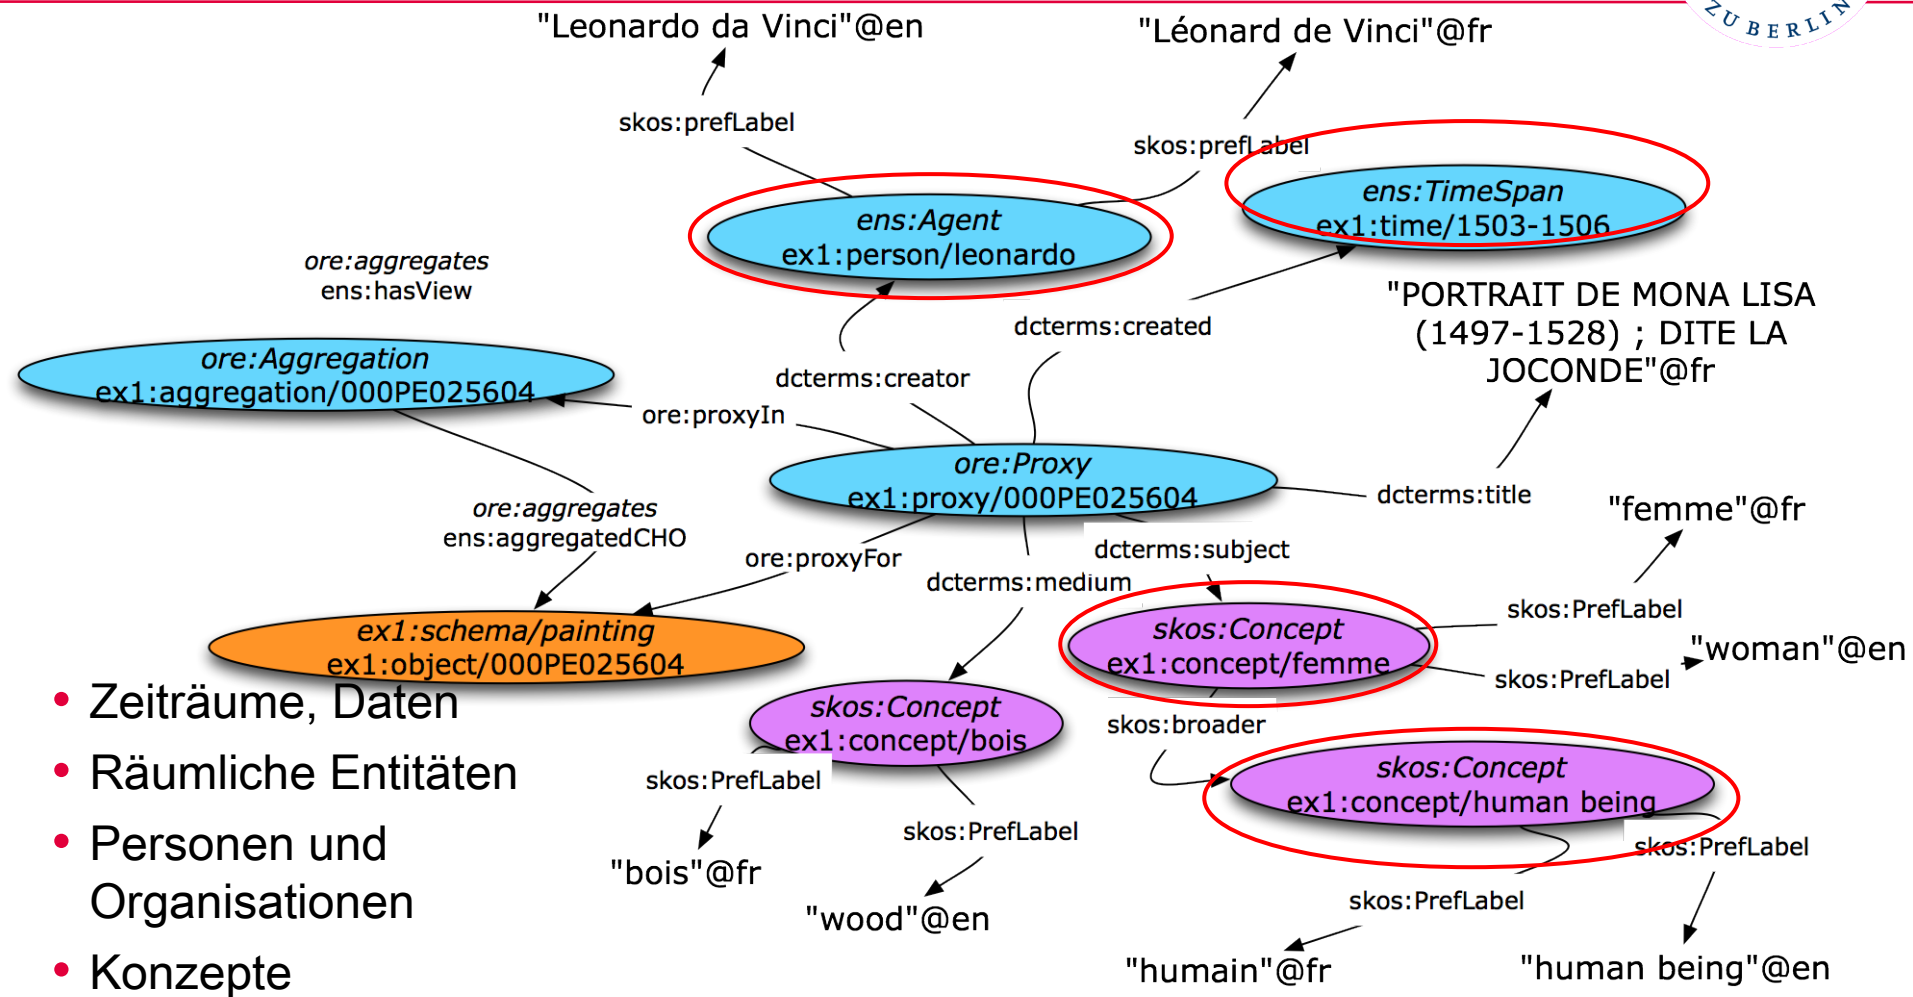 ZU BERLIN
"Leonardo da Vinci"@en
"Léonard de Vinci"@fr
skos:prefLabel
skos:prefLabel
ens:TimeSpan
ex1:time/1503-1506
ens:Agent
ex1:person/leonardo
ore:aggregates
ens:hasView
"PORTRAIT DE MONA LISA
(1497-1528) ; DITE LA
JOCONDE"@fr
dcterms:created
ore:Aggregation
ex1:aggregation/000PE025604
dcterms:creator
ore:proxyIn
ore:Proxy
ex1:proxy/000PE025604
dcterms:title
ore:aggregates
ens:aggregatedCHO
"femme"@fr
ore:proxyFor
dcterms:subject
dcterms:medium
skos:PrefLabel
ex1:schema/painting
ex1:object/000PE025604
skos:Concept
ex1:concept/femme
"woman"@en
skos:PrefLabel
skos:Concept
ex1:concept/bois
skos:broader
skos:Concept
ex1:concept/human being
skos:PrefLabel
skos:PrefLabel
skos:PrefLabel
"bois"@fr
"wood"@en
skos:PrefLabel
"humain"@fr
"human being"@en
• Zeiträume, Daten
• Räumliche Entitäten
• Personen und
Organisationen
• Konzepte